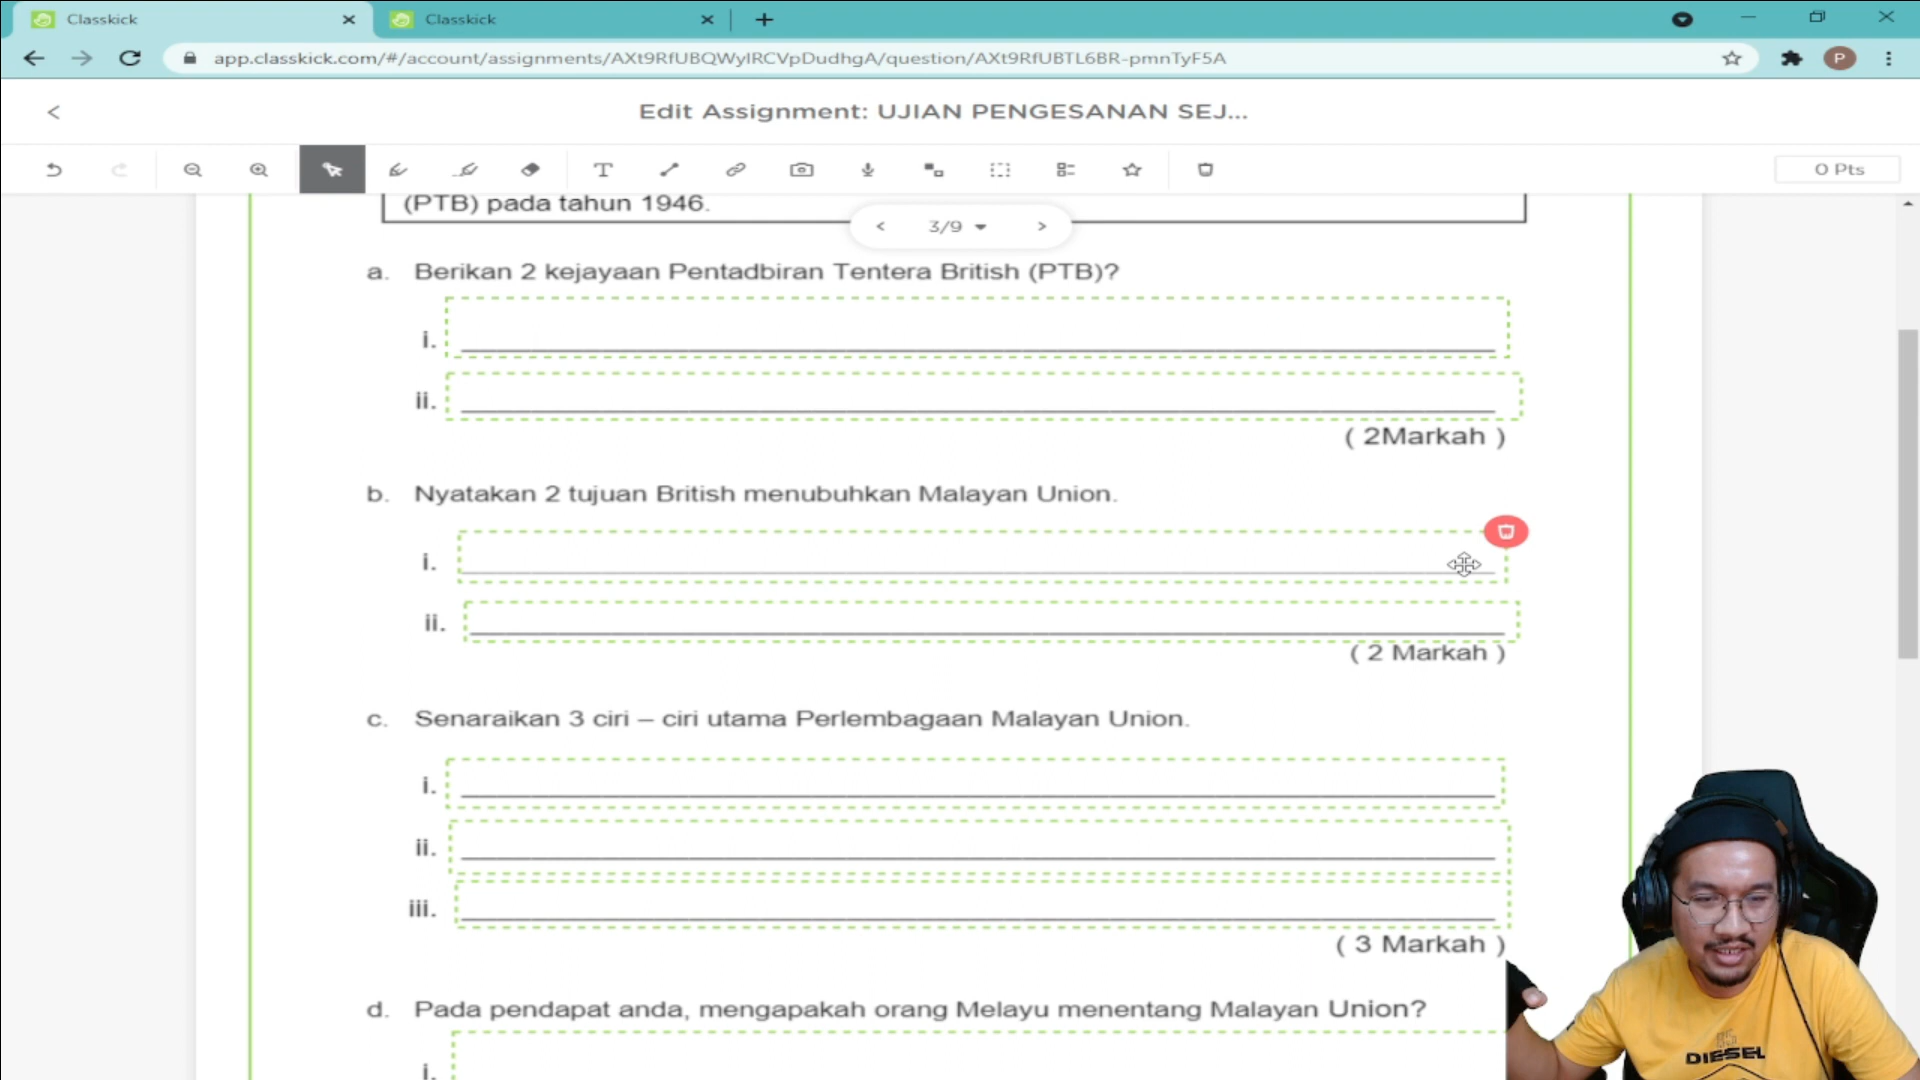 Classkick
Classkick
app.classkick.com/#/account/assignments/AXt9RfUBQWyIRCVpDudhgA/question/AXt9RfUBTL6BR-pmnTyF5A
P
Edit Assignment: UJIAN PENGESANAN SEJ...
T
0 Pts
(PTB) pada tahun 1946.
3/9
a. Berikan 2 kejayaan Pentadbiran Tentera British (PTB)?
i.
ii.
( 2Markah )
b. Nyatakan 2 tujuan British menubuhkan Malayan Union.
i.
ii.
( 2 Markah )
c. Senaraikan 3 ciri – ciri utama Perlembagaan Malayan Union.
i.
ii.
iii.
( 3 Markah )
d. Pada pendapat anda, mengapakah orang Melayu menentang Malayan Union?
i.
DIESEL